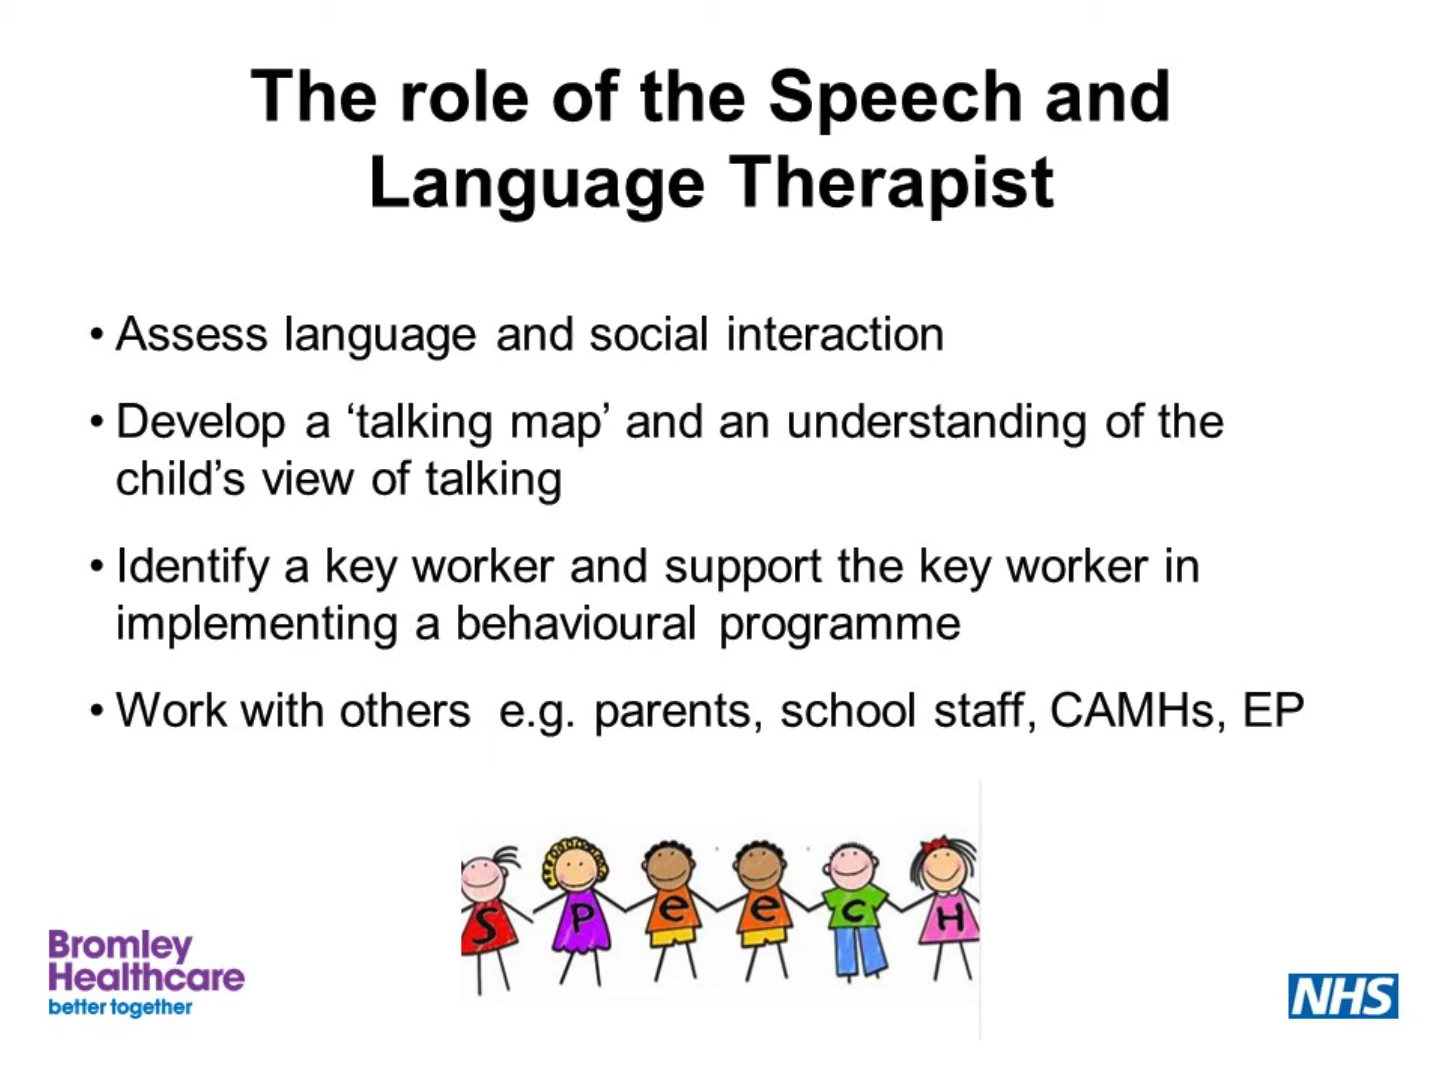 The role of the Speech and
Language Therapist
• Assess language and social interaction
• Develop a ‘talking map’ and an understanding of the
child’s view of talking
• Identify a key worker and support the key worker in
implementing a behavioural programme
• Work with others e.g. parents, school staff, CAMHs, EP
S P e e c H
Bromley
Healthcare
better together
NHS